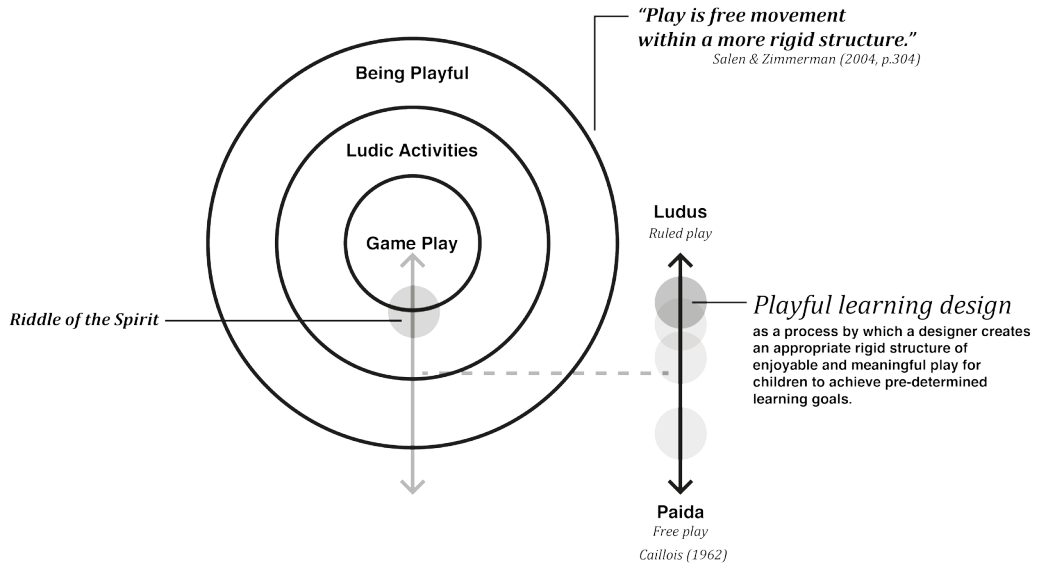 “Play is free movement
within a more rigid structure.”
Salen & Zimmerman (2004, p.304)
Being Playful
Ludic Activities
Game Play
Riddle of the Spirit
Ludus
Ruled play
Playful learning design
as a process by which a designer creates
an appropriate rigid structure of
enjoyable and meaningful play for
children to achieve pre-determined
learning goals.
Paida
Free play
Caillois (1962)